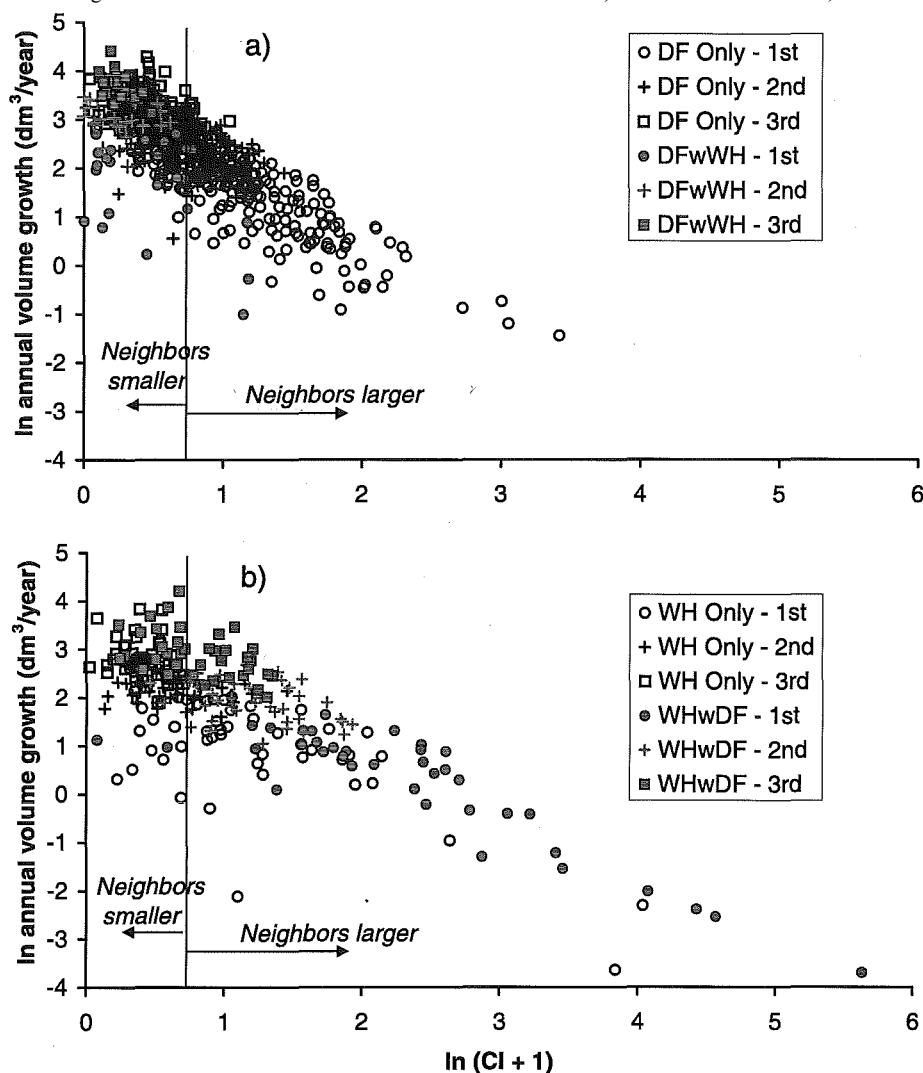 a)
ln annual volume growth (dm³/year)
5
4
3
2
1
0
-1
-2
-3
-4
DF Only - 1st
DF Only - 2nd
DF Only - 3rd
DFwWH - 1st
DFwWH - 2nd
DFwWH - 3rd
Neighbors
smaller
Neighbors larger
0 1 2 3 4 5 6
b)
ln annual volume growth (dm³/year)
5
4
3
2
1
0
-1
-2
-3
-4
WH Only - 1st
WH Only - 2nd
WH Only - 3rd
WHwDF - 1st
WHwDF - 2nd
WHwDF - 3rd
Neighbors
smaller
Neighbors larger
0 1 2 3 4 5 6
ln (CI + 1)